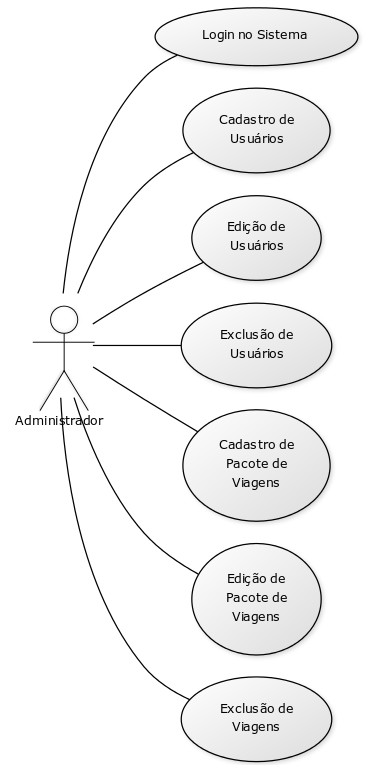 Login no Sistema
Cadastro de
Usuários
Edição de
Usuários
Exclusão de
Usuários
Administrador
Cadastro de
Pacote de
Viagens
Edição de
Pacote de
Viagens
Exclusão de
Viagens